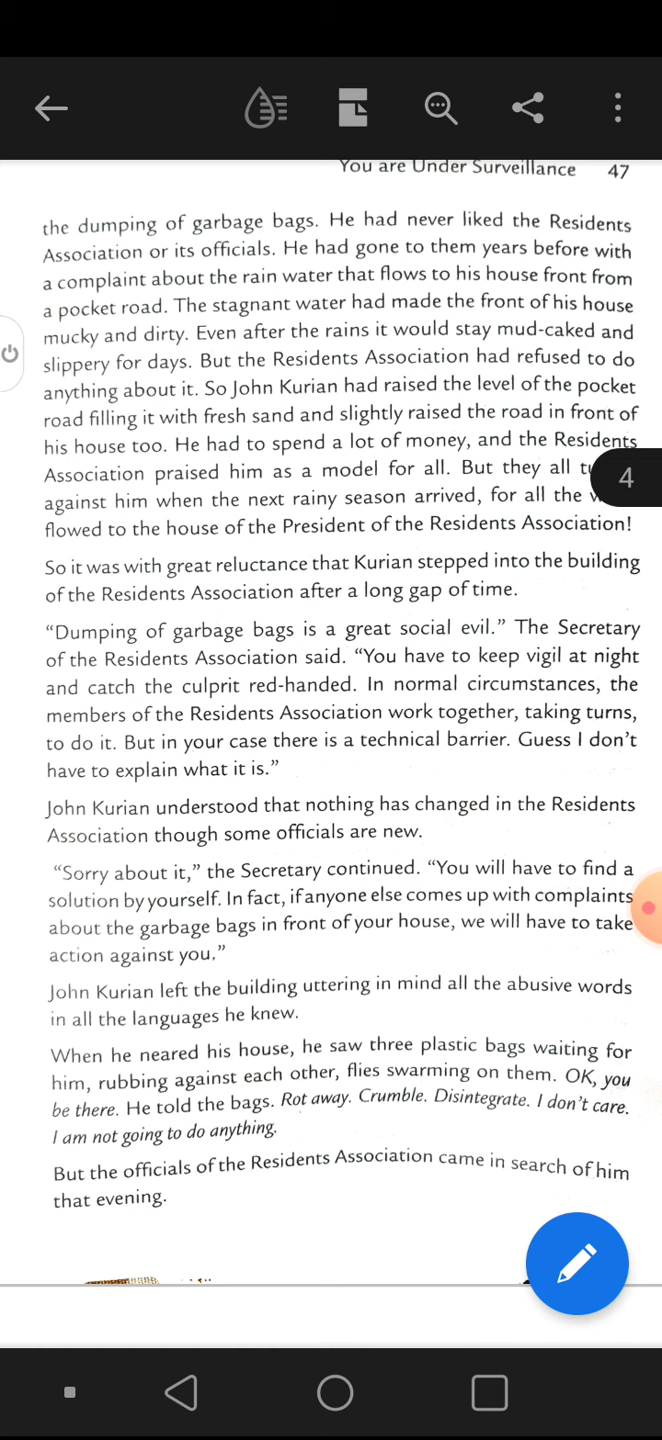 You are Under Surveillance 47
the dumping of garbage bags. He had never liked the Residents
Association or its officials. He had gone to them years before with
a complaint about the rain water that flows to his house front from
a pocket road. The stagnant water had made the front of his house
mucky and dirty. Even after the rains it would stay mud-caked and
slippery for days. But the Residents Association had refused to do
anything about it. So John Kurian had raised the level of the pocket
road filling it with fresh sand and slightly raised the road in front of
his house too. He had to spend a lot of money, and the Residents
Association praised him as a model for all. But they all
4
against him when the next rainy season arrived, for all the
flowed to the house of the President of the Residents Association!
So it was with great reluctance that Kurian stepped into the building
of the Residents Association after a long gap of time.
“Dumping of garbage bags is a great social evil.” The Secretary
of the Residents Association said. “You have to keep vigil at night
and catch the culprit red-handed. In normal circumstances, the
members of the Residents Association work together, taking turns,
to do it. But in your case there is a technical barrier. Guess I don’t
have to explain what it is.”
John Kurian understood that nothing has changed in the Residents
Association though some officials are new.
“Sorry about it,” the Secretary continued. “You will have to find a
solution by yourself. In fact, if anyone else comes up with complaints
about the garbage bags in front of your house, we will have to take
action against you.”
John Kurian left the building uttering in mind all the abusive words
in all the languages he knew.
When he neared his house, he saw three plastic bags waiting for
him, rubbing against each other, flies swarming on them. OK, you
be there. He told the bags. Rot away. Crumble. Disintegrate. I don’t care.
I am not going to do anything.
But the officials of the Residents Association came in search of him
that evening.